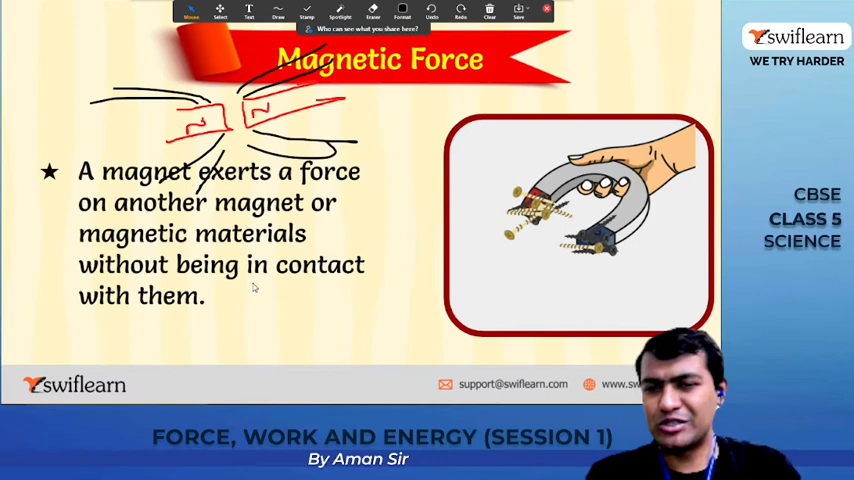 Mouse Select Text Draw Stamp Spotlight Eraser Format Undo Redo Clear Save
Who can see what you share here?
swiflearn
WE TRY HARDER
Magnetic Force
N N
★ A magnet exerts a force
on another magnet or
magnetic materials
without being in contact
with them.
CBSE
CLASS 5
SCIENCE
swiflearn
support@swiflearn.com
www.sw
FORCE, WORK AND ENERGY (SESSION 1)
By Aman Sir